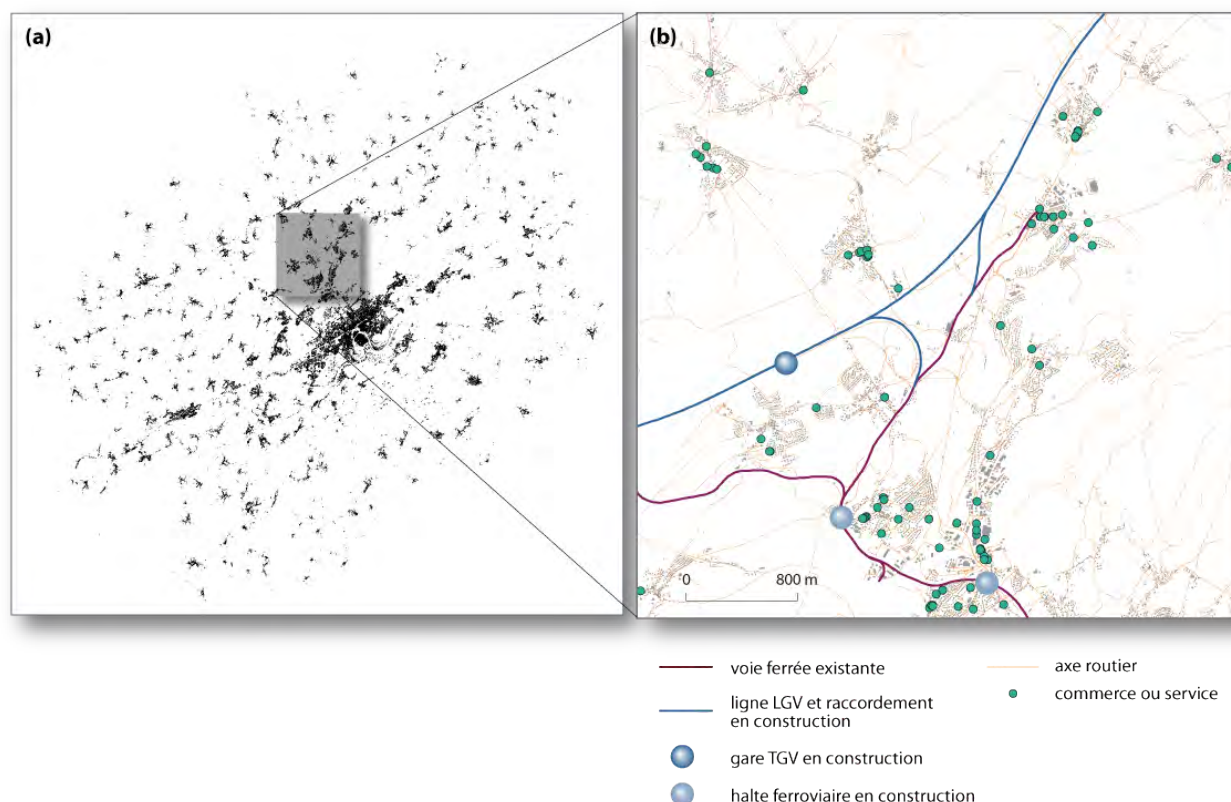 (a)
(b)
0
800 m
voie ferrée existante
axe routier
ligne LGV et raccordement
en construction
commerce ou service
gare TGV en construction
halte ferroviaire en construction